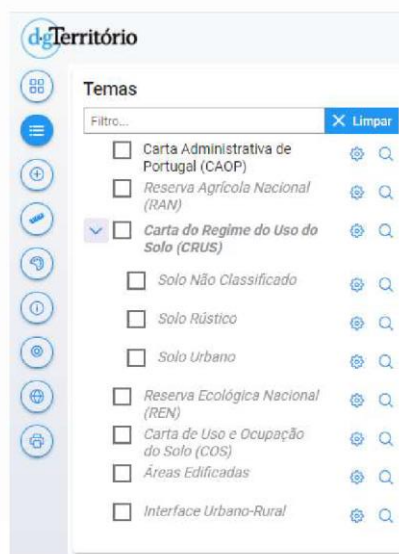 dgTerritório
Temas
Filtro...
Limpar
Carta Administrativa de
Portugal (CAOP)
Reserva Agrícola Nacional
(RAN)
Carta do Regime do Uso do
Solo (CRUS)
Solo Não Classificado
Solo Rústico
Solo Urbano
Reserva Ecológica Nacional
(REN)
Carta de Uso e Ocupação
do Solo (COS)
Áreas Edificadas
Interface Urbano-Rural